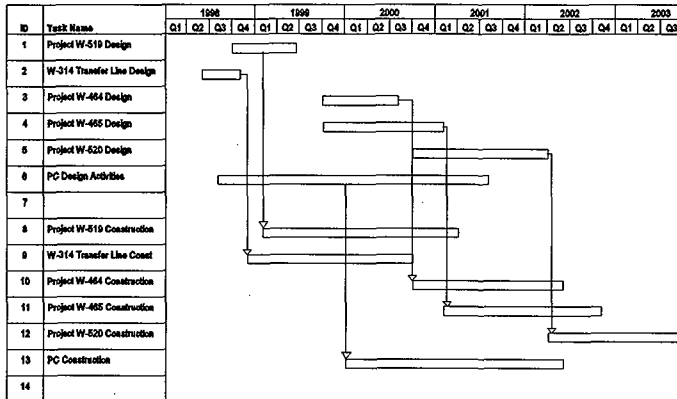 1998 1999 2000 2001 2002 2003
ID Task Name Q1 Q2 Q3 Q4 Q1 Q2 Q3 Q4 Q1 Q2 Q3 Q4 Q1 Q2 Q3 Q4 Q1 Q2 Q3 Q4 Q1 Q2 Q3
1 Project W-519 Design
2 W-314 Transfer Line Design
3 Project W-464 Design
4 Project W-465 Design
5 Project W-520 Design
6 PC Design Activities
7
8 Project W-519 Construction
9 W-314 Transfer Line Const
10 Project W-464 Construction
11 Project W-465 Construction
12 Project W-520 Construction
13 PC Construction
14